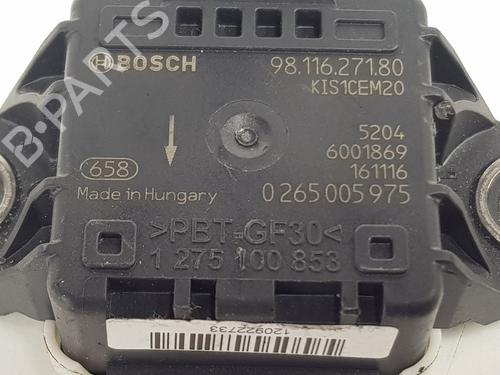 B-PARTS
BOSCH
98.116.271.80
KIS1CEM20
5204
6001869
161116
658
Made in Hungary
0 265 005 975
>PBT-GF30<
1 275 100 853
120922733